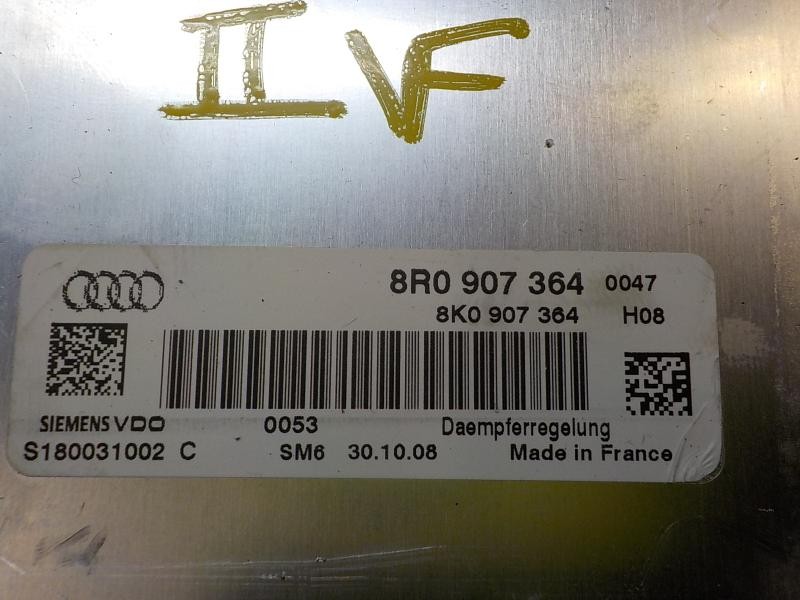 II VF
8R0 907 364 0047
8K0 907 364 H08
SIEMENS VDO 0053 Daempferregelung
S180031002 C SM6 30.10.08 Made in France